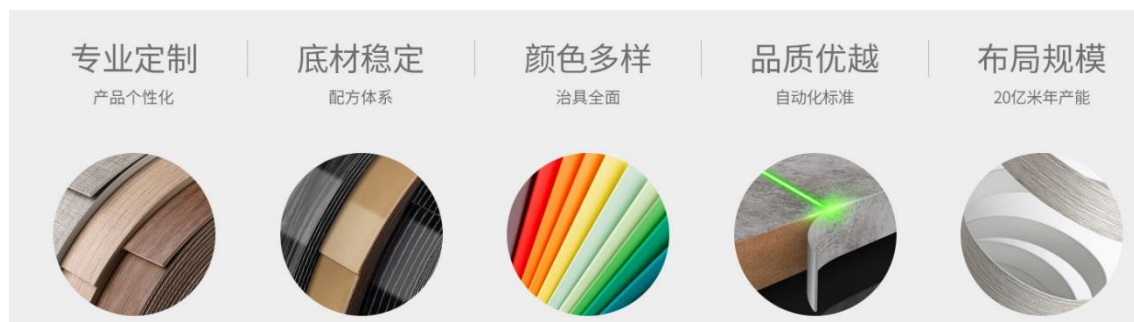 专业定制
产品个性化
底材稳定
配方体系
颜色多样
治具全面
品质优越
自动化标准
布局规模
20亿米年产能